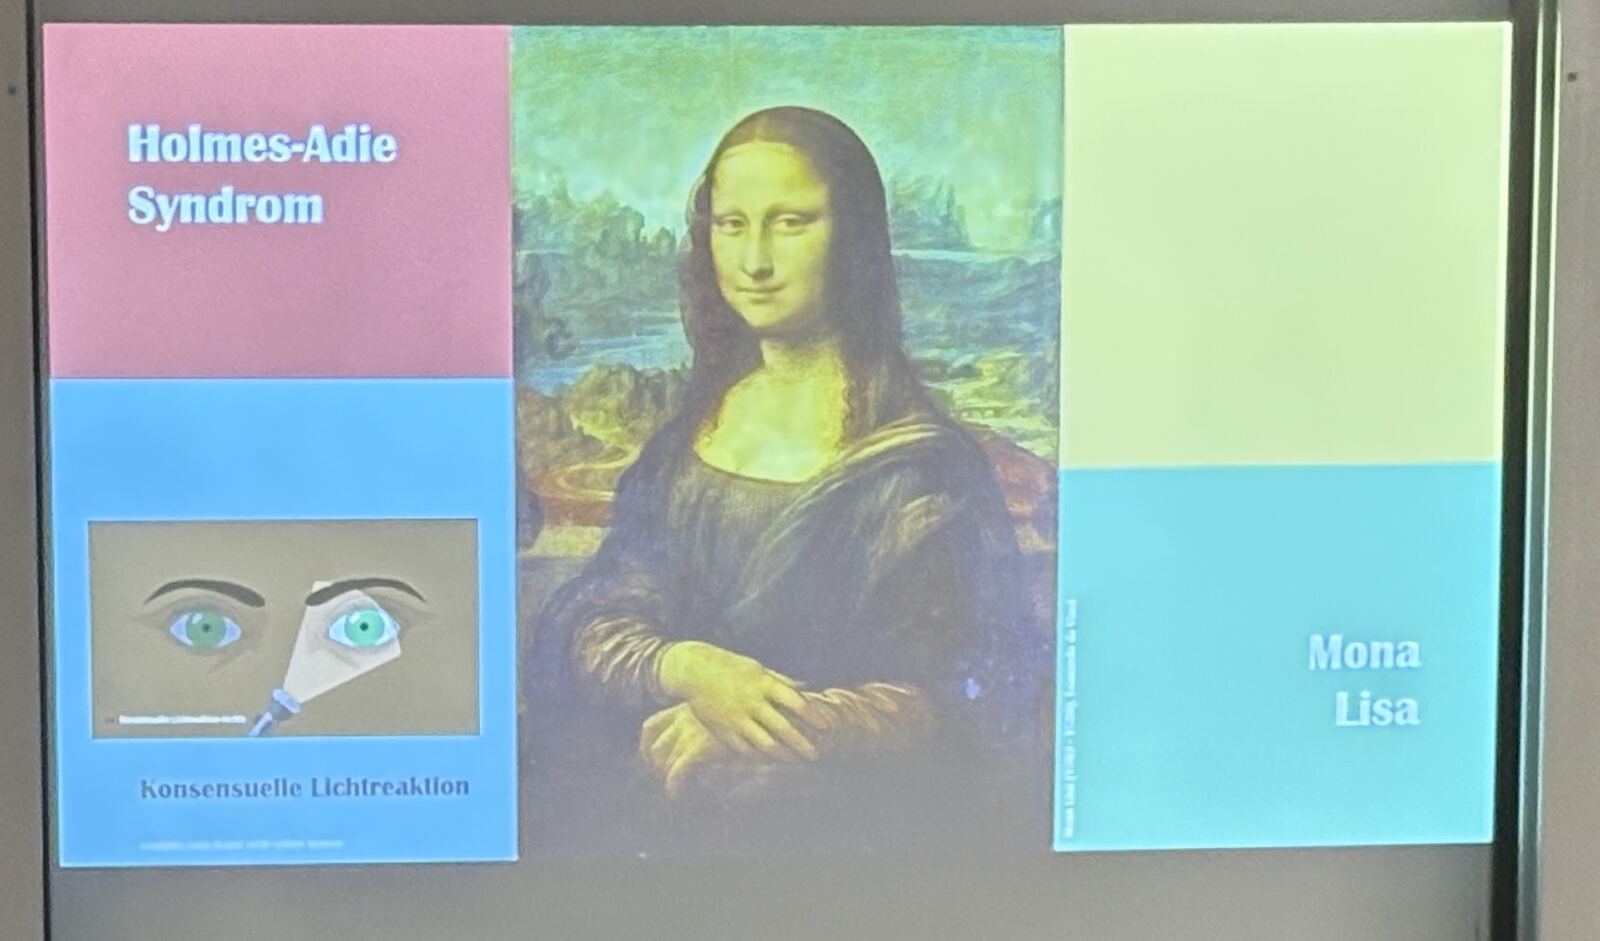 Holmes-Adie
Syndrom
Konsensuelle Lichtreaktion
Mona
Lisa